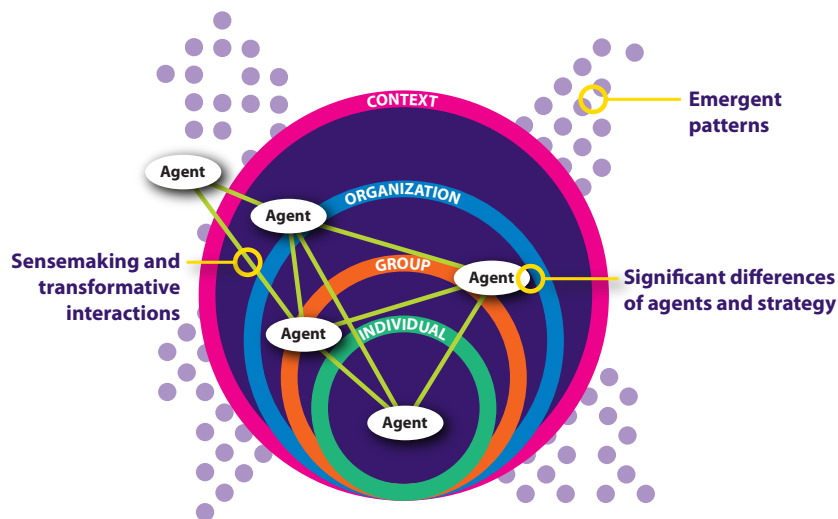 CONTEXT
Emergent
patterns
Agent
ORGANIZATION
Agent
Sensemaking and
transformative
interactions
GROUP
Agent
Significant differences
of agents and strategy
Agent
INDIVIDUAL
Agent